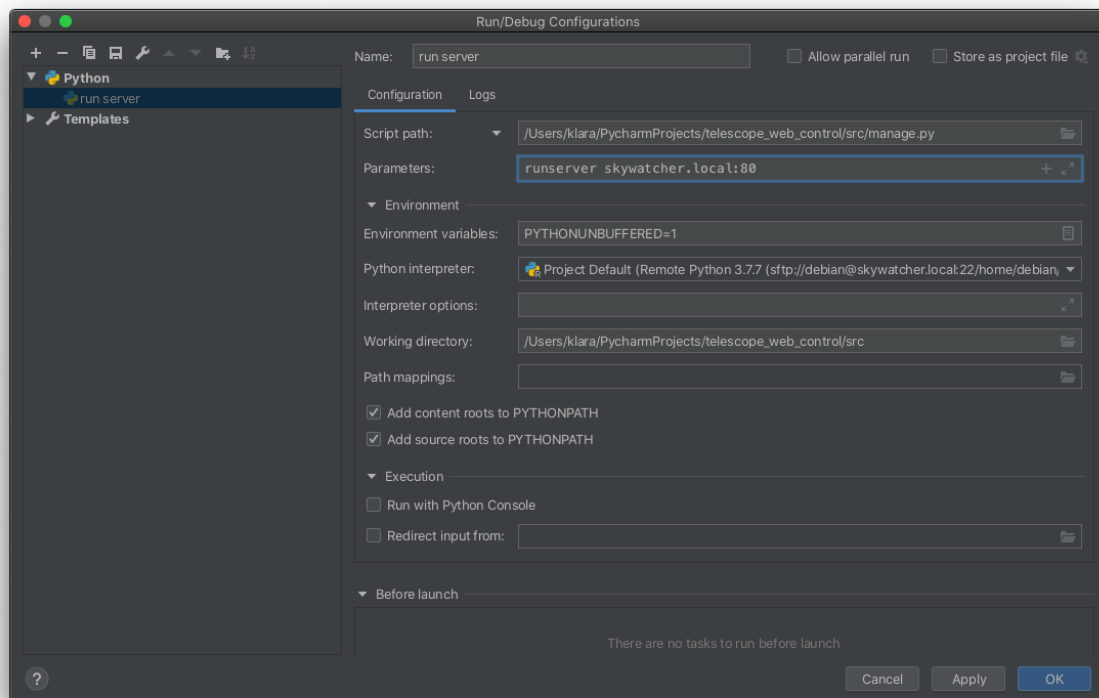 Run/Debug Configurations
Name: run server Allow parallel run Store as project file
Python
run server
Templates
Configuration Logs
Script path: /Users/klara/PycharmProjects/telescope_web_control/src/manage.py
Parameters: runserver skywatcher.local:80
Environment
Environment variables: PYTHONUNBUFFERED=1
Python interpreter: Project Default (Remote Python 3.7.7 (sftp://debian@skywatcher.local:22/home/debian/
Interpreter options:
Working directory: /Users/klara/PycharmProjects/telescope_web_control/src
Path mappings:
Add content roots to PYTHONPATH
Add source roots to PYTHONPATH
Execution
Run with Python Console
Redirect input from:
Before launch
There are no tasks to run before launch
? Cancel Apply OK